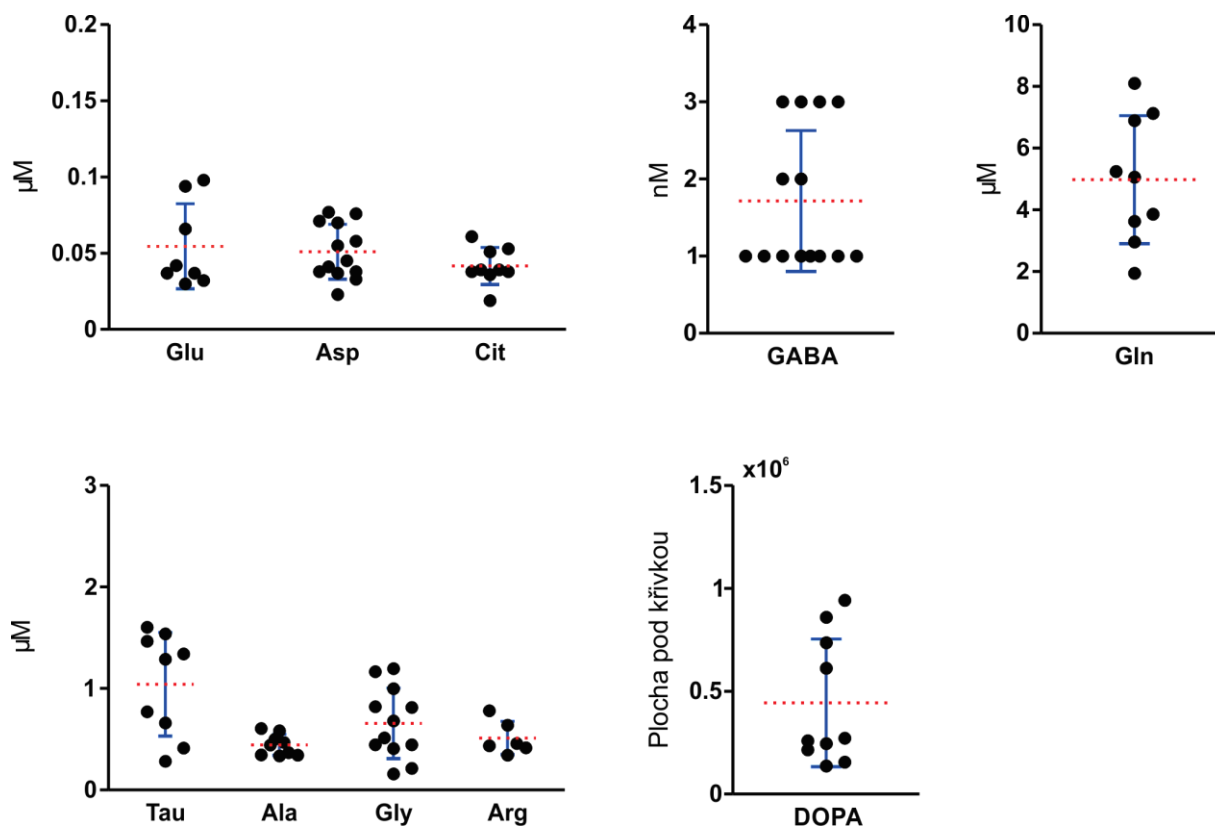 0.2
0.15
0.1
0.05
0
µM
Glu Asp Cit
4
3
2
1
0
nM
GABA
10
8
6
4
2
0
µM
Gln
3
2
1
0
µM
Tau Ala Gly Arg
x10⁶
1.5
1
0.5
0
Plocha pod křivkou
DOPA